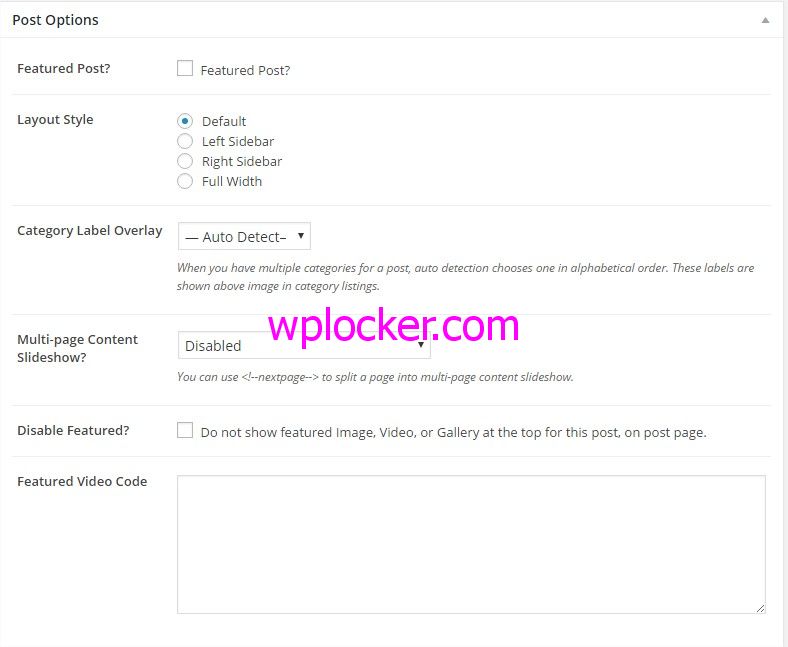 Post Options
Featured Post?
Featured Post?
Layout Style
Default
Left Sidebar
Right Sidebar
Full Width
Category Label Overlay
— Auto Detect–
When you have multiple categories for a post, auto detection chooses one in alphabetical order. These labels are
shown above image in category listings.
wplocker.com
Multi-page Content
Slideshow?
Disabled
You can use <!--nextpage--> to split a page into multi-page content slideshow.
Disable Featured?
Do not show featured Image, Video, or Gallery at the top for this post, on post page.
Featured Video Code